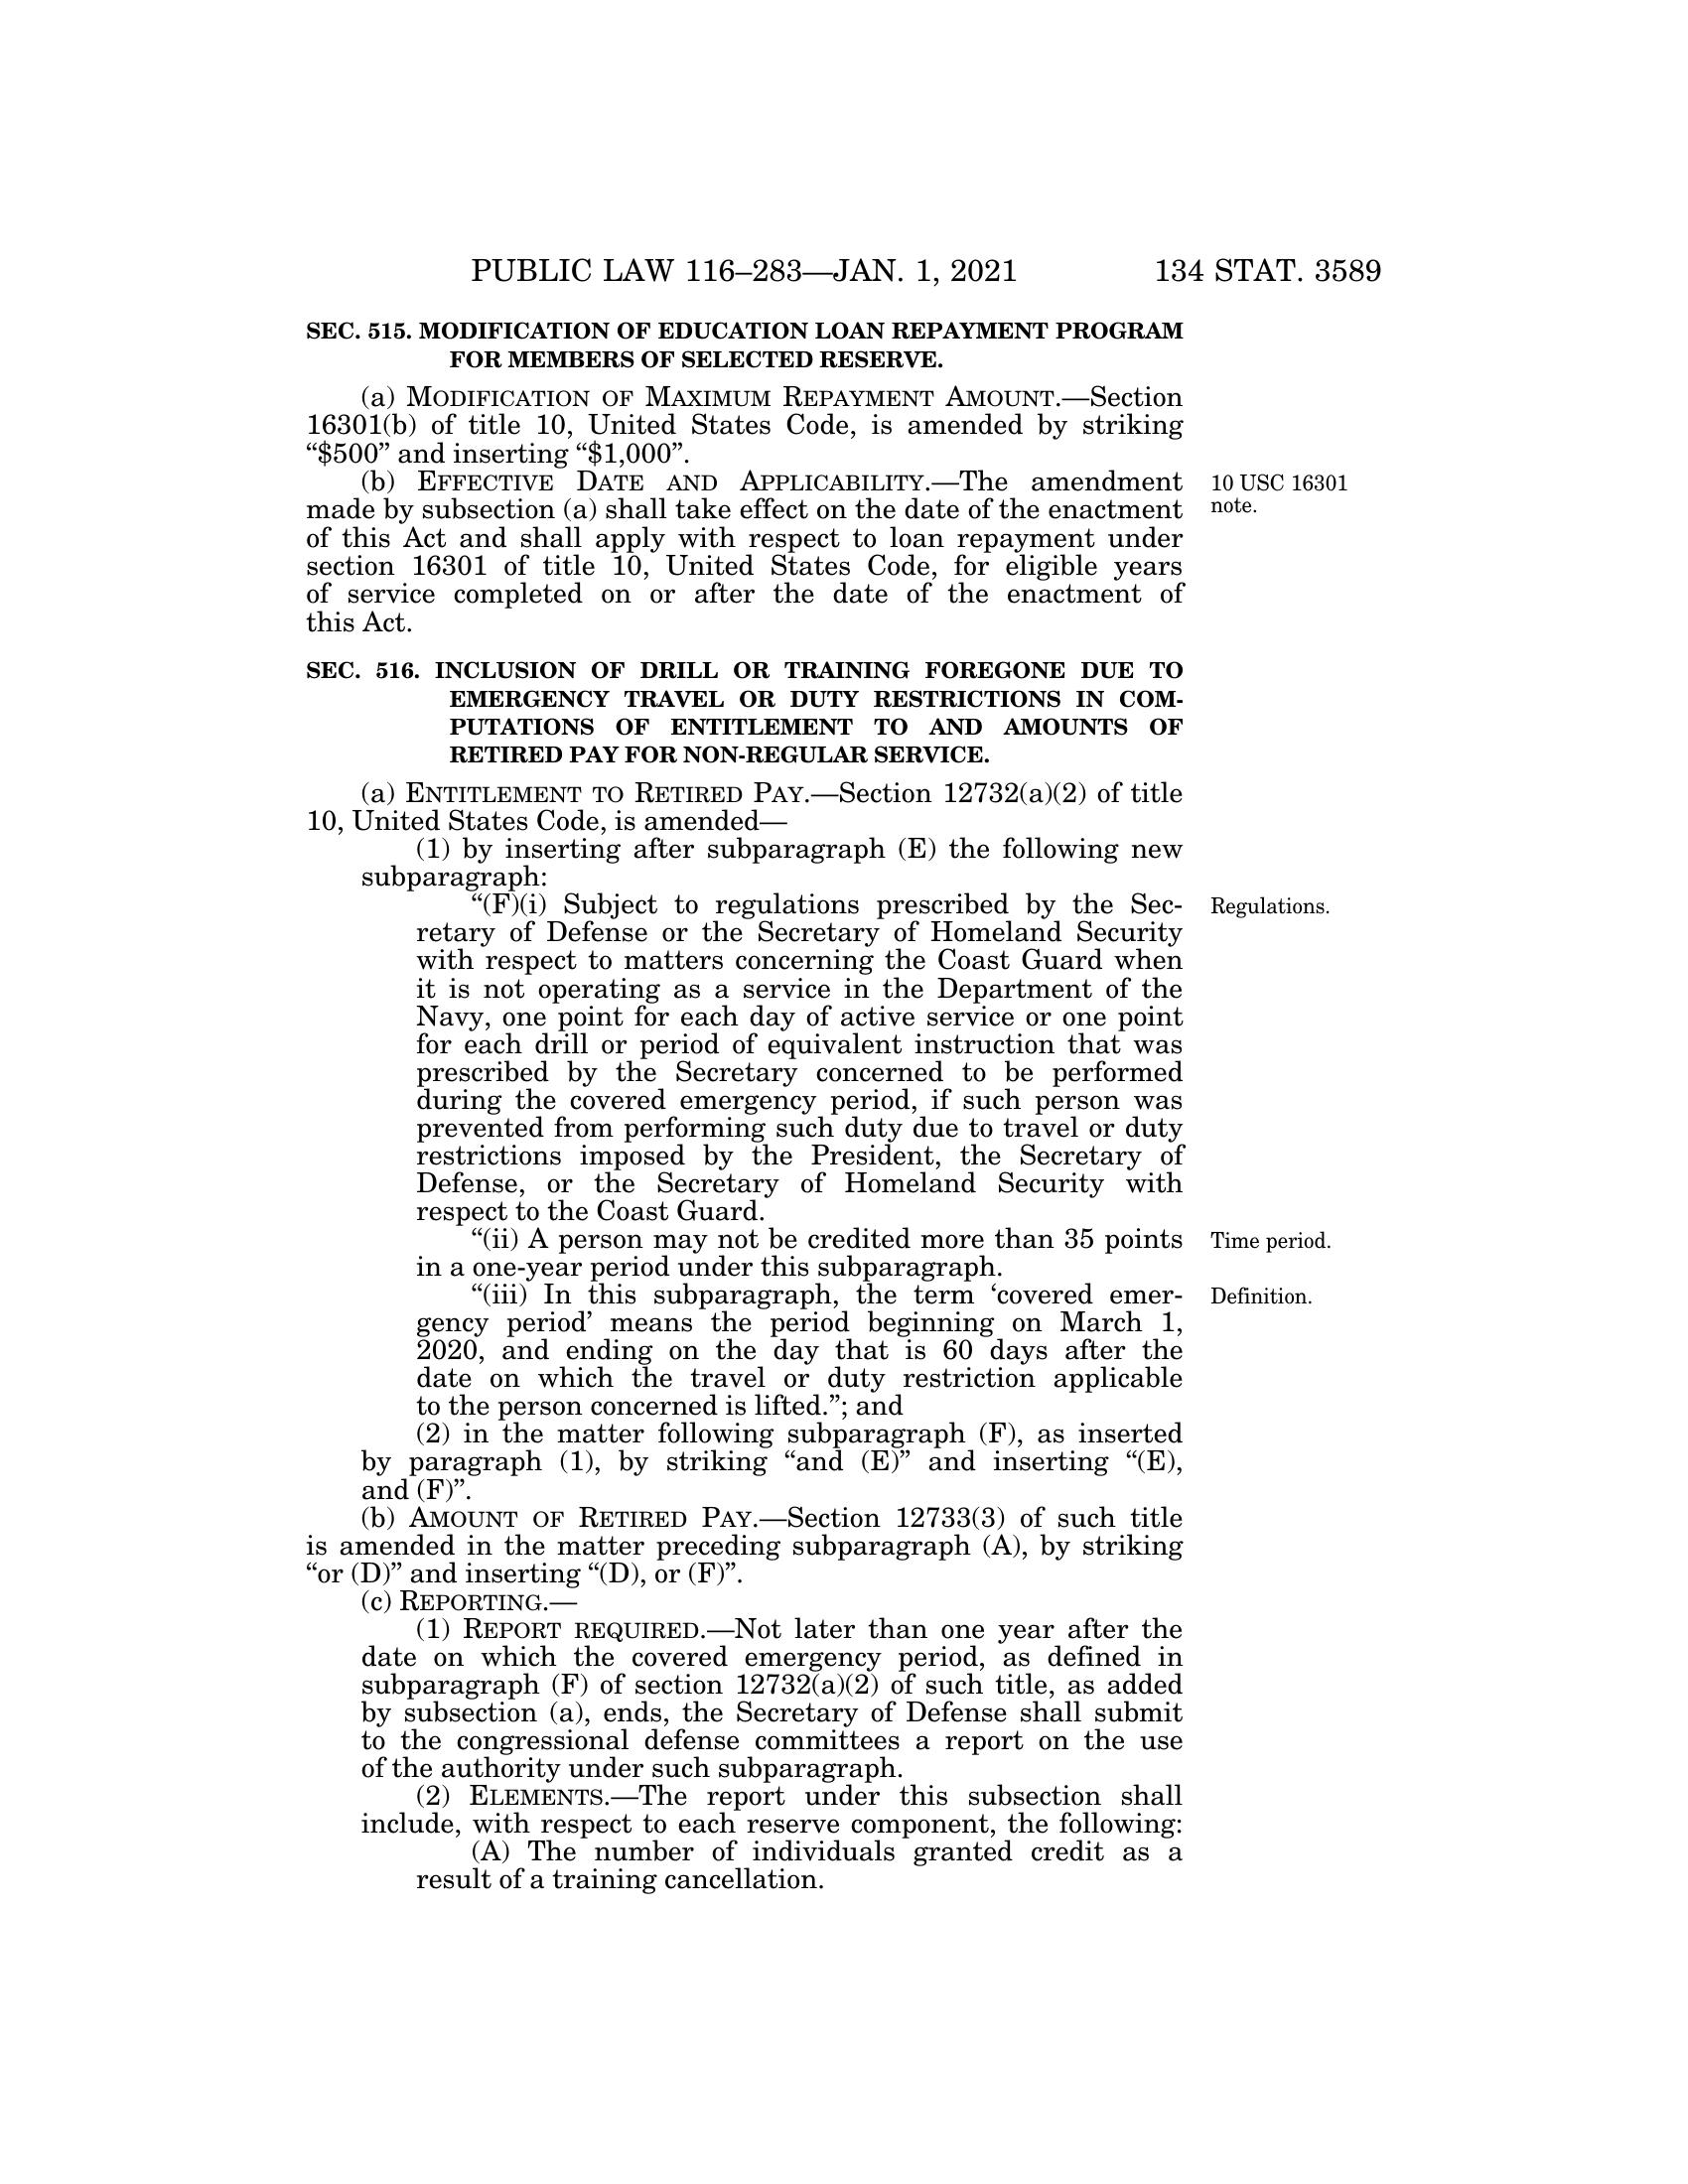 PUBLIC LAW 116–283—JAN. 1, 2021 134 STAT. 3589
SEC. 515. MODIFICATION OF EDUCATION LOAN REPAYMENT PROGRAM
FOR MEMBERS OF SELECTED RESERVE.
(a) MODIFICATION OF MAXIMUM REPAYMENT AMOUNT.—Section
16301(b) of title 10, United States Code, is amended by striking
“$500” and inserting “$1,000”.
(b) EFFECTIVE DATE AND APPLICABILITY.—The amendment
made by subsection (a) shall take effect on the date of the enactment
of this Act and shall apply with respect to loan repayment under
section 16301 of title 10, United States Code, for eligible years
of service completed on or after the date of the enactment of
this Act.
10 USC 16301
note.
SEC. 516. INCLUSION OF DRILL OR TRAINING FOREGONE DUE TO
EMERGENCY TRAVEL OR DUTY RESTRICTIONS IN COM-
PUTATIONS OF ENTITLEMENT TO AND AMOUNTS OF
RETIRED PAY FOR NON-REGULAR SERVICE.
(a) ENTITLEMENT TO RETIRED PAY.—Section 12732(a)(2) of title
10, United States Code, is amended—
(1) by inserting after subparagraph (E) the following new
subparagraph:
“(F)(i) Subject to regulations prescribed by the Sec-
retary of Defense or the Secretary of Homeland Security
with respect to matters concerning the Coast Guard when
it is not operating as a service in the Department of the
Navy, one point for each day of active service or one point
for each drill or period of equivalent instruction that was
prescribed by the Secretary concerned to be performed
during the covered emergency period, if such person was
prevented from performing such duty due to travel or duty
restrictions imposed by the President, the Secretary of
Defense, or the Secretary of Homeland Security with
respect to the Coast Guard.
Regulations.
“(ii) A person may not be credited more than 35 points
in a one-year period under this subparagraph.
Time period.
“(iii) In this subparagraph, the term ‘covered emer-
gency period’ means the period beginning on March 1,
2020, and ending on the day that is 60 days after the
date on which the travel or duty restriction applicable
to the person concerned is lifted.”; and
Definition.
(2) in the matter following subparagraph (F), as inserted
by paragraph (1), by striking “and (E)” and inserting “(E),
and (F)”.
(b) AMOUNT OF RETIRED PAY.—Section 12733(3) of such title
is amended in the matter preceding subparagraph (A), by striking
“or (D)” and inserting “(D), or (F)”.
(c) REPORTING.—
(1) REPORT REQUIRED.—Not later than one year after the
date on which the covered emergency period, as defined in
subparagraph (F) of section 12732(a)(2) of such title, as added
by subsection (a), ends, the Secretary of Defense shall submit
to the congressional defense committees a report on the use
of the authority under such subparagraph.
(2) ELEMENTS.—The report under this subsection shall
include, with respect to each reserve component, the following:
(A) The number of individuals granted credit as a
result of a training cancellation.